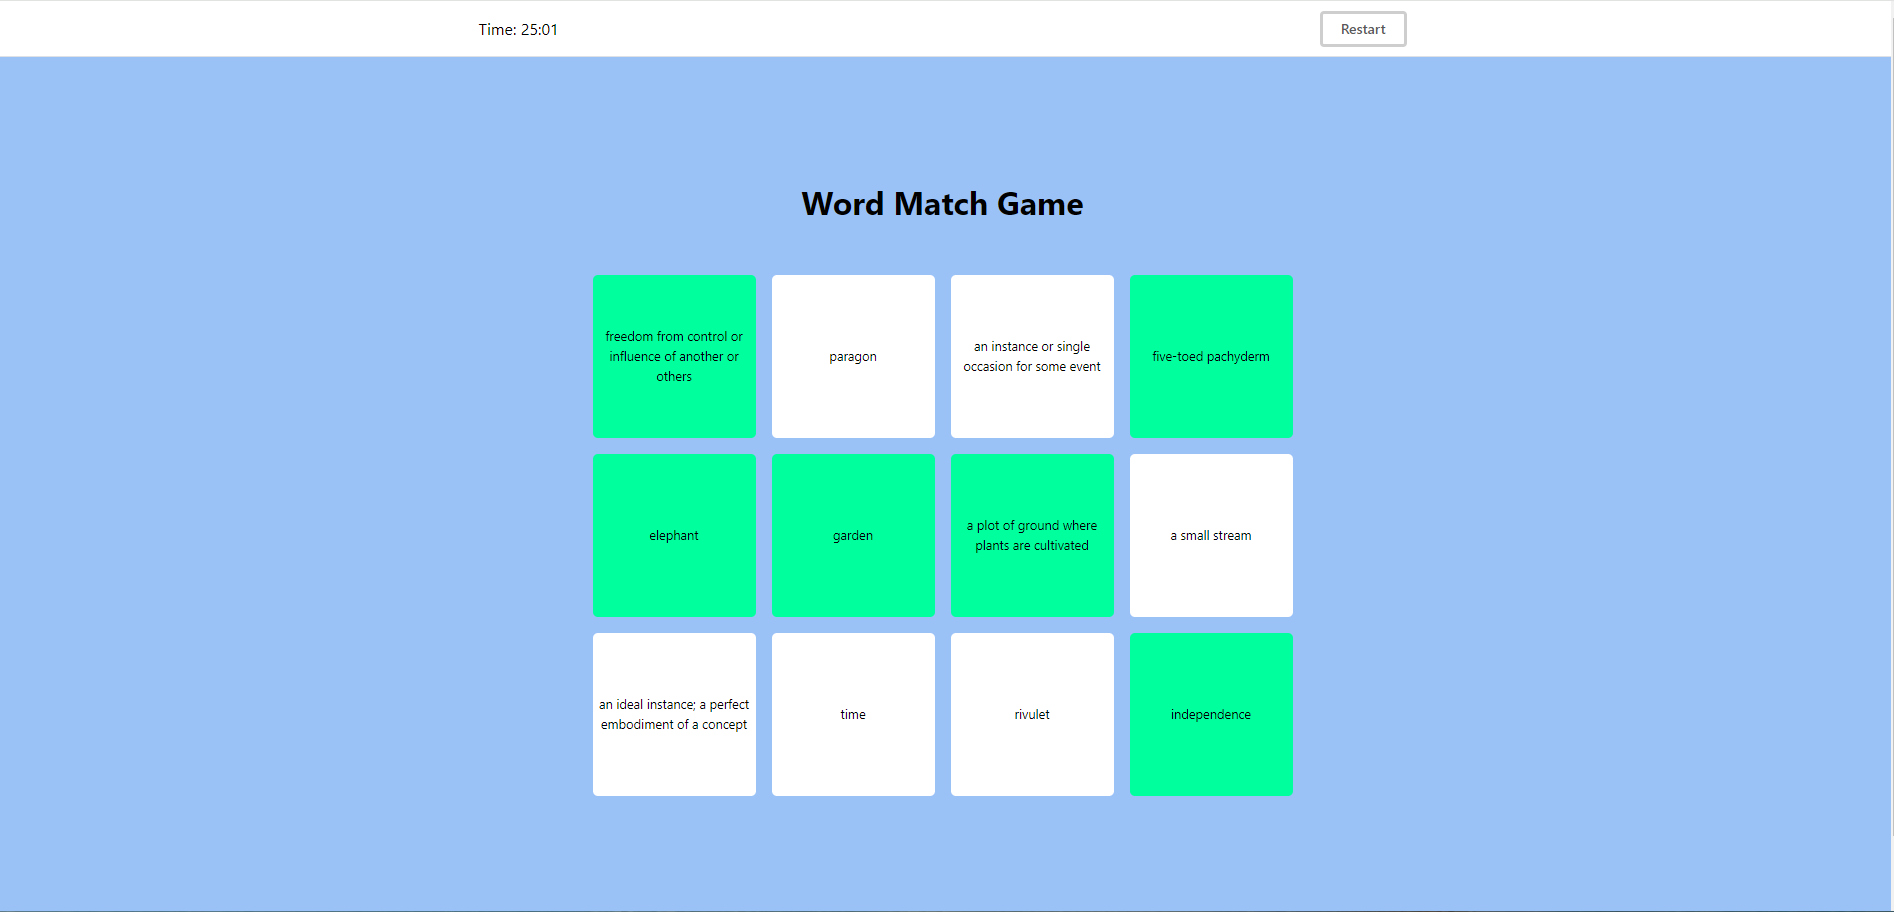 Time: 25:01
Restart
Word Match Game
freedom from control or
influence of another or
others
paragon
an instance or single
occasion for some event
five-toed pachyderm
elephant
garden
a plot of ground where
plants are cultivated
a small stream
an ideal instance; a perfect
embodiment of a concept
time
rivulet
independence